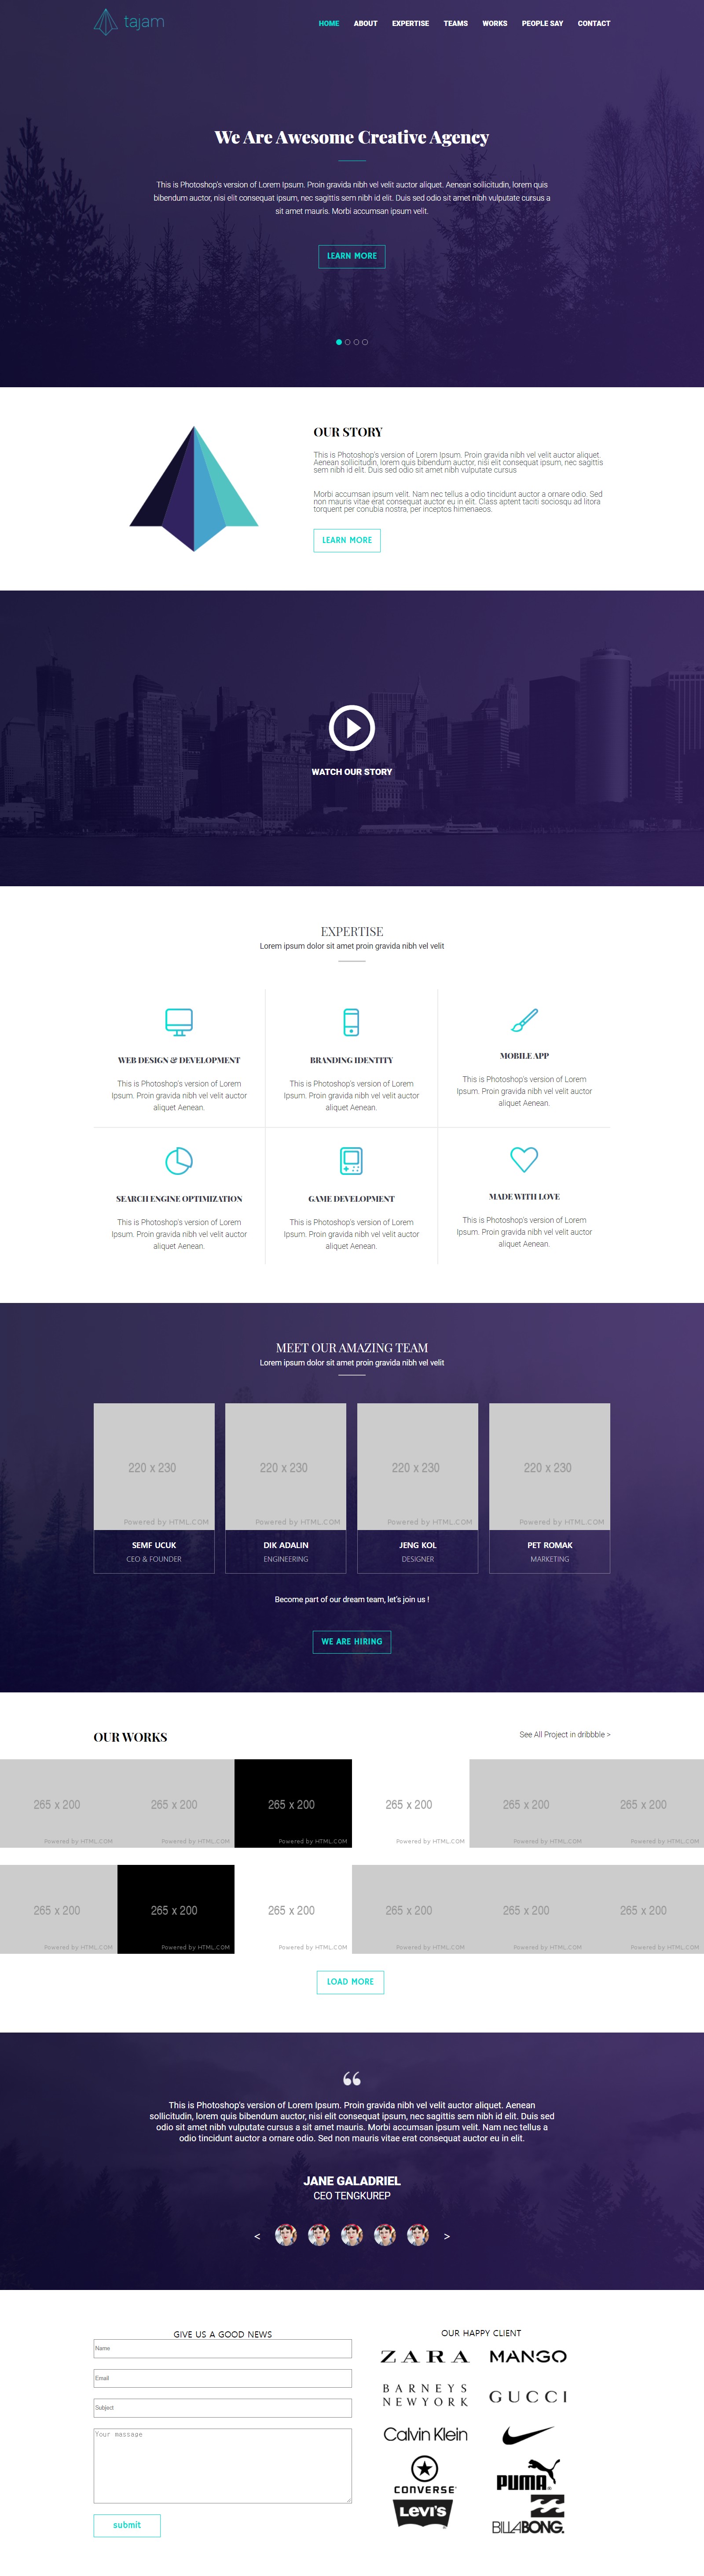 tajam
HOME ABOUT EXPERTISE TEAMS WORKS PEOPLE SAY CONTACT
We Are Awesome Creative Agency
This is Photoshop's version of Lorem Ipsum. Proin gravida nibh vel velit auctor aliquet. Aenean sollicitudin, lorem quis
bibendum auctor, nisi elit consequat ipsum, nec sagittis sem nibh id elit. Duis sed odio sit amet nibh vulputate cursus a
sit amet mauris. Morbi accumsan ipsum velit.
LEARN MORE
OUR STORY
This is Photoshop's version of Lorem Ipsum. Proin gravida nibh vel velit auctor aliquet.
Aenean sollicitudin, lorem quis bibendum auctor, nisi elit consequat ipsum, nec sagittis
sem nibh id elit. Duis sed odio sit amet nibh vulputate cursus
Morbi accumsan ipsum velit. Nam nec tellus a odio tincidunt auctor a ornare odio. Sed
non mauris vitae erat consequat auctor eu in elit. Class aptent taciti sociosqu ad litora
torquent per conubia nostra, per inceptos himenaeos.
LEARN MORE
WATCH OUR STORY
EXPERTISE
Lorem ipsum dolor sit amet proin gravida nibh vel velit
WEB DESIGN & DEVELOPMENT
This is Photoshop's version of Lorem
Ipsum. Proin gravida nibh vel velit auctor
aliquet Aenean.
BRANDING IDENTITY
This is Photoshop's version of Lorem
Ipsum. Proin gravida nibh vel velit auctor
aliquet Aenean.
MOBILE APP
This is Photoshop's version of Lorem
Ipsum. Proin gravida nibh vel velit auctor
aliquet Aenean.
SEARCH ENGINE OPTIMIZATION
This is Photoshop's version of Lorem
Ipsum. Proin gravida nibh vel velit auctor
aliquet Aenean.
GAME DEVELOPMENT
This is Photoshop's version of Lorem
Ipsum. Proin gravida nibh vel velit auctor
aliquet Aenean.
MADE WITH LOVE
This is Photoshop's version of Lorem
Ipsum. Proin gravida nibh vel velit auctor
aliquet Aenean.
MEET OUR AMAZING TEAM
Lorem ipsum dolor sit amet proin gravida nibh vel velit
220 x 230 220 x 230 220 x 230 220 x 230
Powered by HTML.COM Powered by HTML.COM Powered by HTML.COM Powered by HTML.COM
SEMF UCUK DIK ADALIN JENG KOL PET ROMAK
CEO & FOUNDER ENGINEERING DESIGNER MARKETING
Become part of our dream team, let's join us !
WE ARE HIRING
OUR WORKS
See All Project in dribbble >
265 x 200 265 x 200 265 x 200 265 x 200 265 x 200 265 x 200
Powered by HTML.COM Powered by HTML.COM Powered by HTML.COM Powered by HTML.COM Powered by HTML.COM Powered by HTML.COM
265 x 200 265 x 200 265 x 200 265 x 200 265 x 200 265 x 200
Powered by HTML.COM Powered by HTML.COM Powered by HTML.COM Powered by HTML.COM Powered by HTML.COM Powered by HTML.COM
LOAD MORE
“
This is Photoshop's version of Lorem Ipsum. Proin gravida nibh vel velit auctor aliquet. Aenean
sollicitudin, lorem quis bibendum auctor, nisi elit consequat ipsum, nec sagittis sem nibh id elit. Duis sed
odio sit amet nibh vulputate cursus a sit amet mauris. Morbi accumsan ipsum velit. Nam nec tellus a
odio tincidunt auctor a ornare odio. Sed non mauris vitae erat consequat auctor eu in elit.
JANE GALADRIEL
CEO TENGKUREP
< >
GIVE US A GOOD NEWS
Name
Email
Subject
Your massage
submit
OUR HAPPY CLIENT
ZARA MANGO
BARNEYS
NEWYORK
GUCCI
Calvin Klein
CONVERSE
PUMA
LEVI'S
BILLABONG.